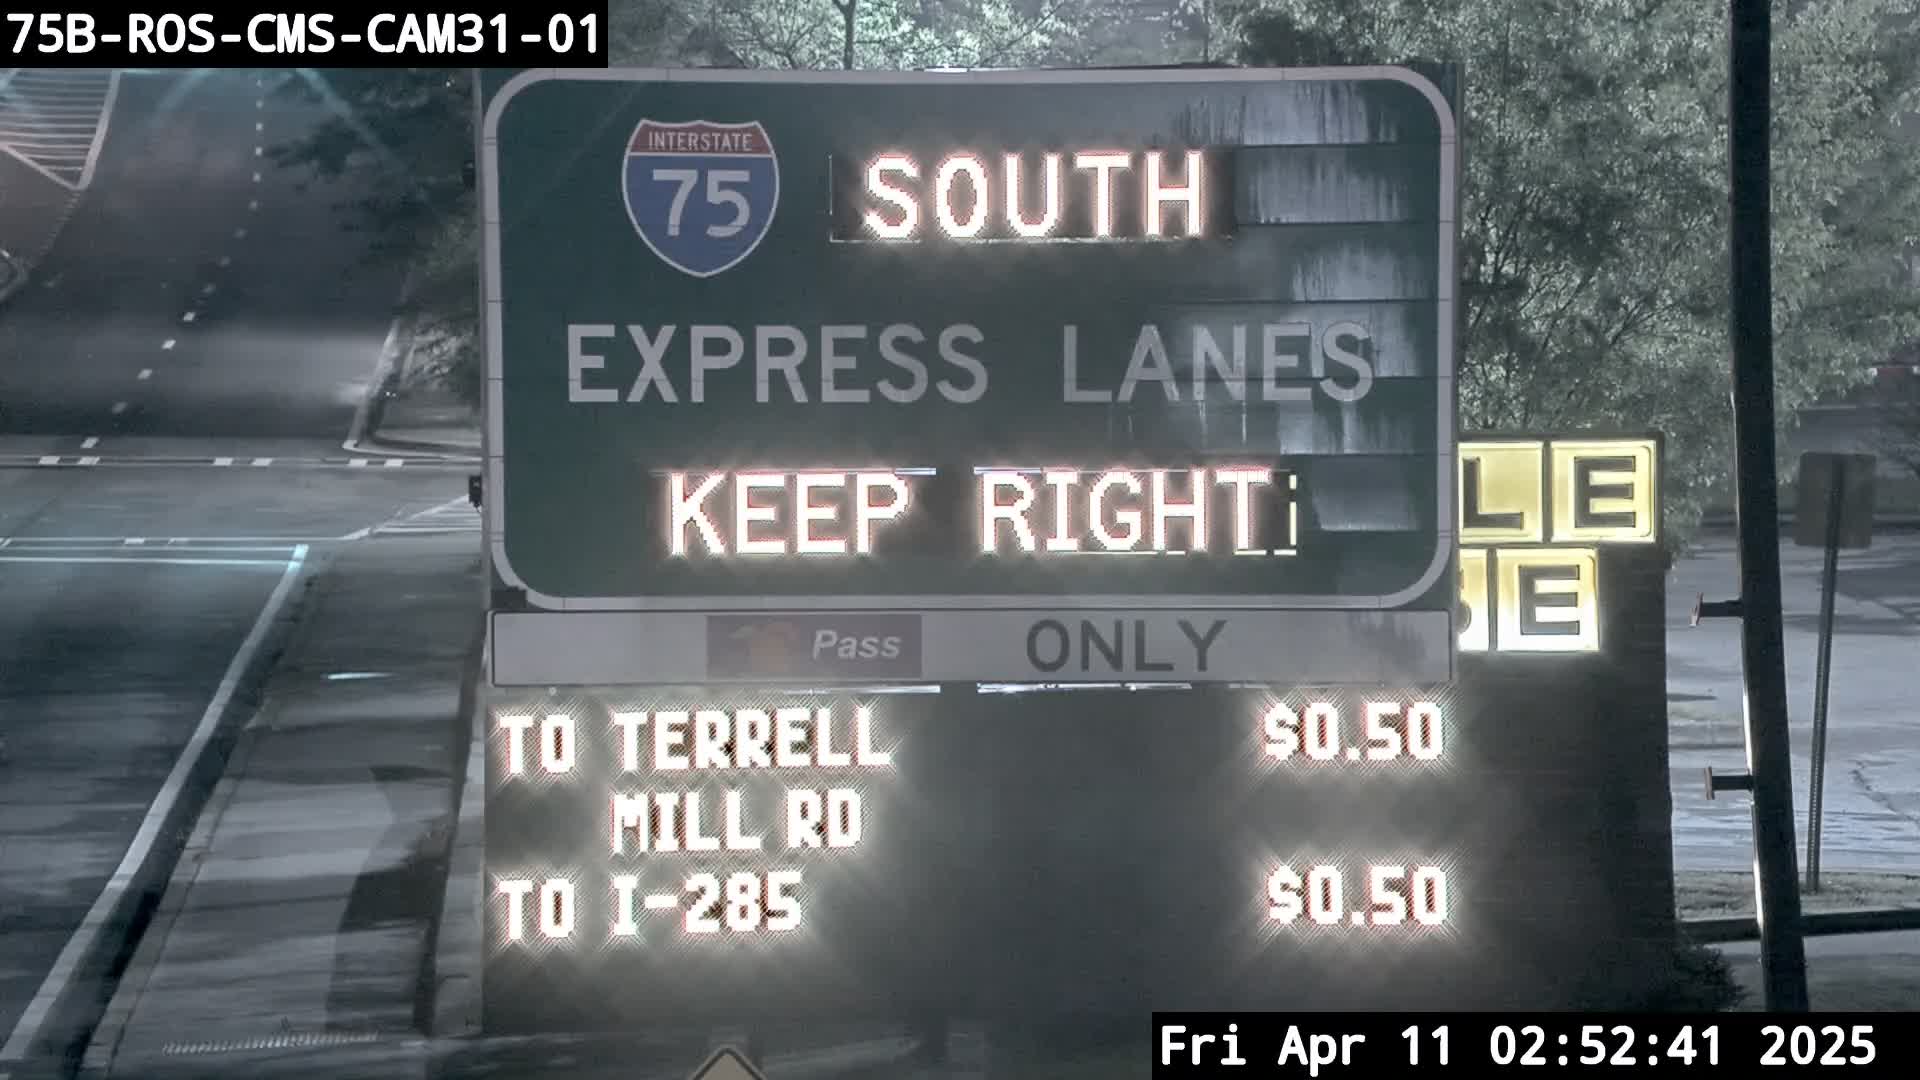 75B-ROS-CMS-CAM31-01
INTERSTATE
75
SOUTH
EXPRESS LANES
KEEP RIGHT
Pass ONLY
TO TERRELL $0.50
MILL RD
TO I-285 $0.50
LE
E
Fri Apr 11 02:52:41 2025